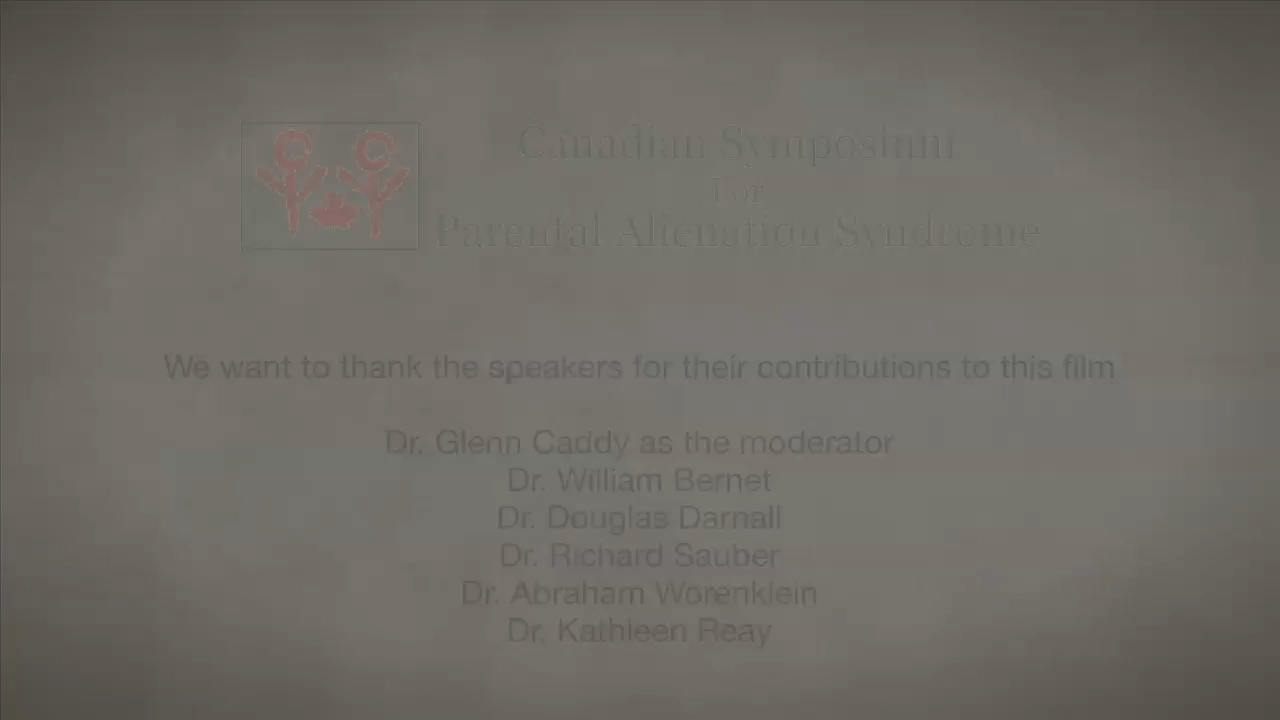 Canadian Symposium
For
Parental Alienation Syndrome
We want to thank the speakers for their contributions to this film
Dr. Glenn Caddy as the moderator
Dr. William Bernet
Dr. Douglas Darnall
Dr. Richard Sauber
Dr. Abraham Worenklein
Dr. Kathleen Reay